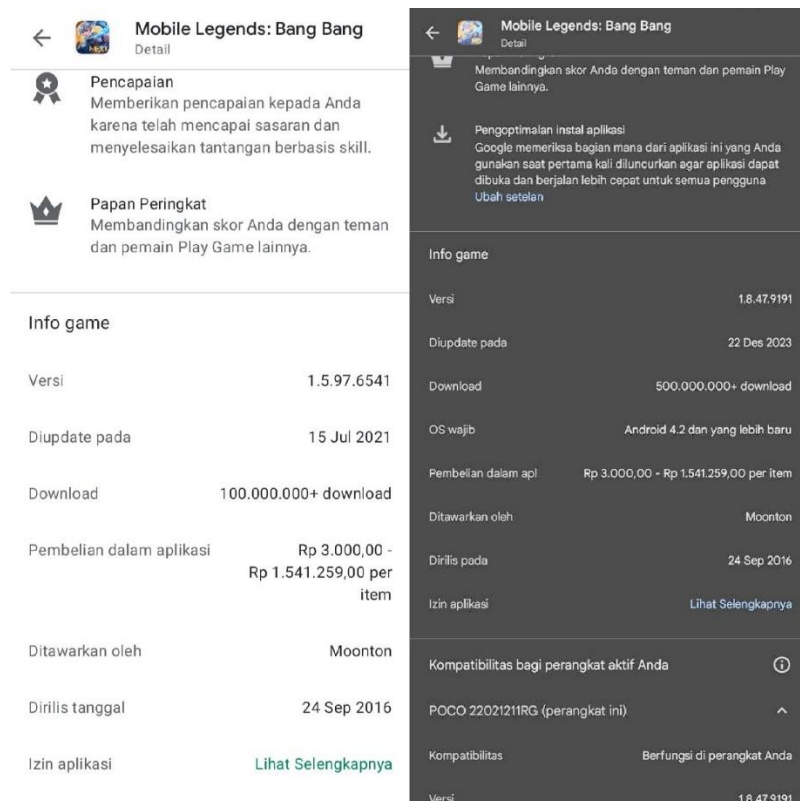 Mobile Legends: Bang Bang
Detail
Pencapaian
Memberikan pencapaian kepada Anda
karena telah mencapai sasaran dan
menyelesaikan tantangan berbasis skill.
Papan Peringkat
Membandingkan skor Anda dengan teman
dan pemain Play Game lainnya.
Info game
Versi 1.5.97.6541
Diupdate pada 15 Jul 2021
Download 100.000.000+ download
Pembelian dalam aplikasi Rp 3.000,00 -
Rp 1.541.259,00 per
item
Ditawarkan oleh Moonton
Dirilis tanggal 24 Sep 2016
Izin aplikasi Lihat Selengkapnya
Mobile Legends: Bang Bang
Detail
Membandingkan skor Anda dengan teman dan pemain Play
Game lainnya.
Pengoptimalan instal aplikasi
Google memeriksa bagian mana dari aplikasi ini yang Anda
gunakan saat pertama kali diluncurkan agar aplikasi dapat
dibuka dan berjalan lebih cepat untuk semua pengguna
Ubah setelan
Info game
Versi 1.8.47.9191
Diupdate pada 22 Des 2023
Download 500.000.000+ download
OS wajib Android 4.2 dan yang lebih baru
Pembelian dalam apl Rp 3.000,00 - Rp 1.541.259,00 per item
Ditawarkan oleh Moonton
Dirilis pada 24 Sep 2016
Izin aplikasi Lihat Selengkapnya
Kompatibilitas bagi perangkat aktif Anda
POCO 22021211RG (perangkat ini)
Kompatibilitas Berfungsi di perangkat Anda
Versi 1.8.47.9191